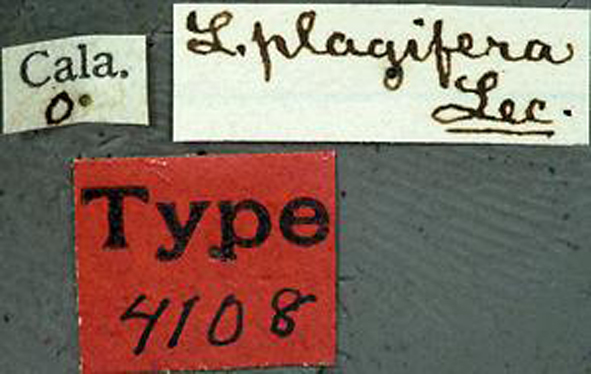 Cala.
o.
L. plagifera
Lec.
Type
4108